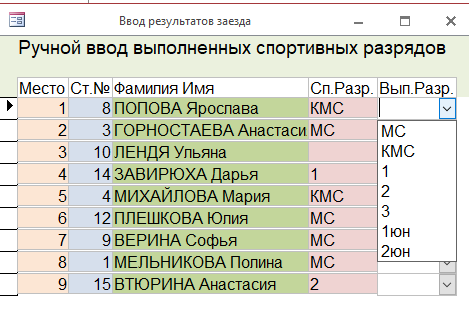 Ввод результатов заезда
Ручной ввод выполненных спортивных разрядов
Место Ст.№ Фамилия Имя Сп.Разр. Вып.Разр.
1 8 ПОПОВА Ярослава КМС
2 3 ГОРНОСТАЕВА Анастаси МС МС
3 10 ЛЕНДЯ Ульяна КМС
4 14 ЗАВИРЮХА Дарья 1 1
5 4 МИХАЙЛОВА Мария КМС 2
6 12 ПЛЕШКОВА Юлия МС 3
7 9 ВЕРИНА Софья МС 1юн
8 1 МЕЛЬНИКОВА Полина МС 2юн
9 15 ВТЮРИНА Анастасия 2